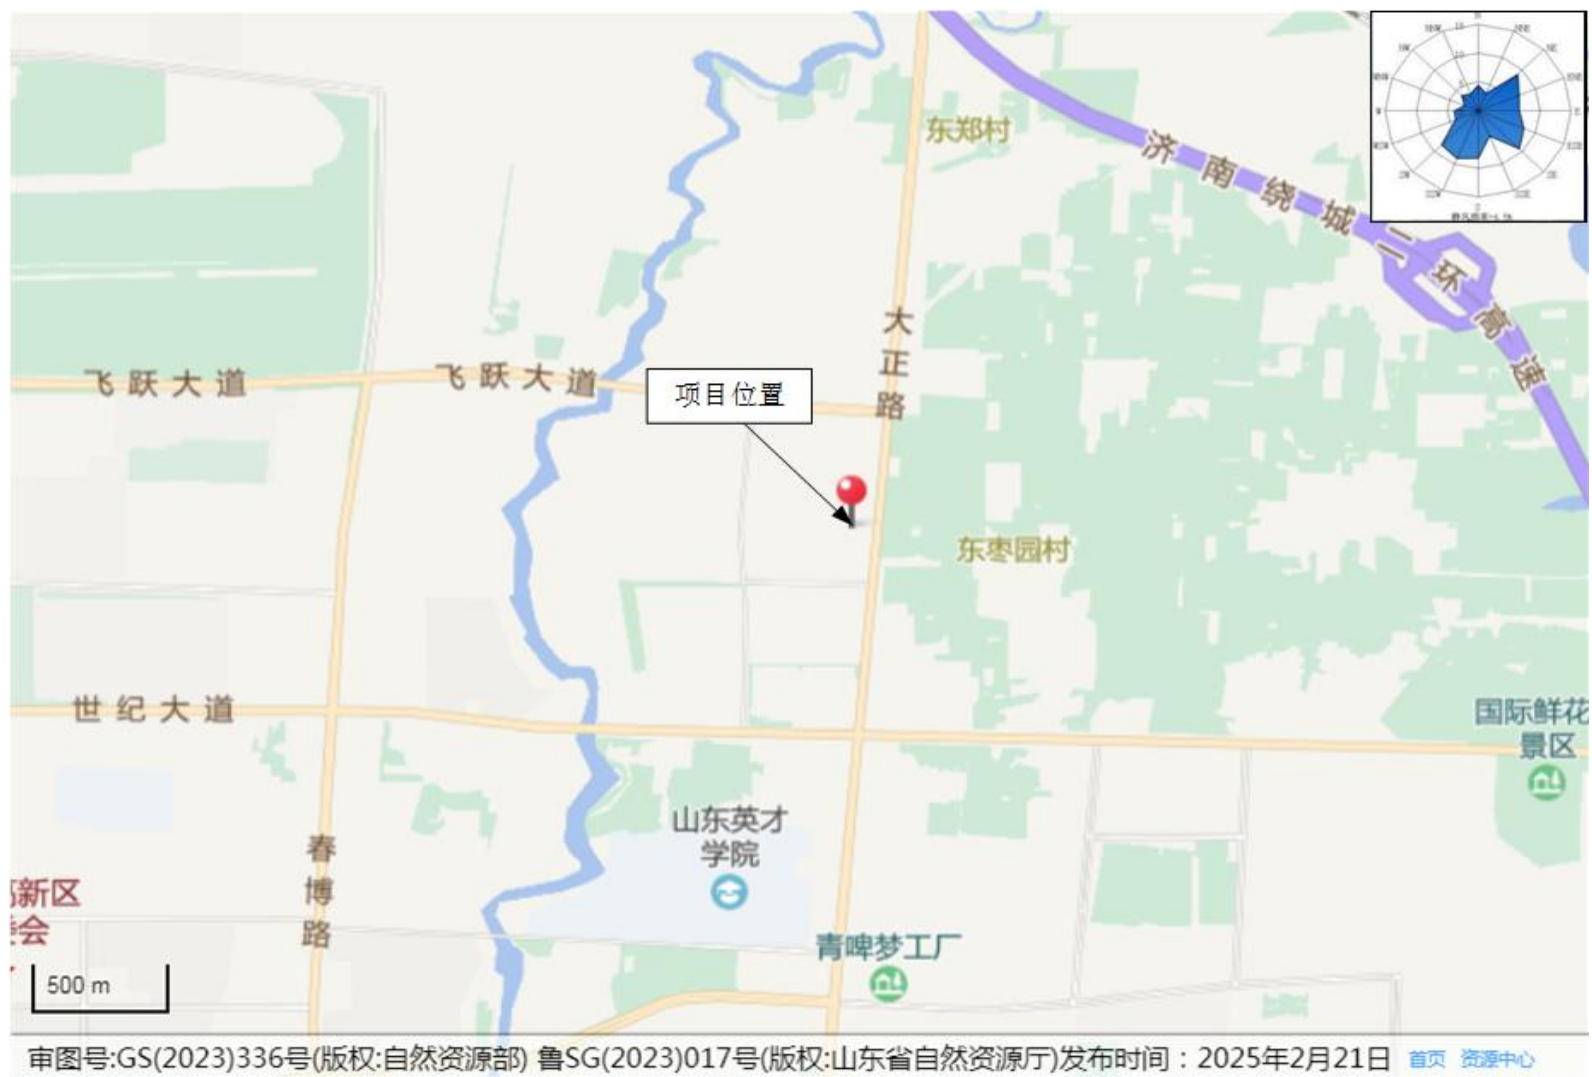 东郑村
济南绕城二环高速
大正路
飞跃大道
飞跃大道
项目位置
东枣园村
世纪大道
国际鲜花
景区
山东英才
学院
春博路
高新区
委会
青啤梦工厂
500 m
审图号:GS(2023)336号(版权:自然资源部) 鲁SG(2023)017号(版权:山东省自然资源厅)发布时间：2025年2月21日 首页 资源中心